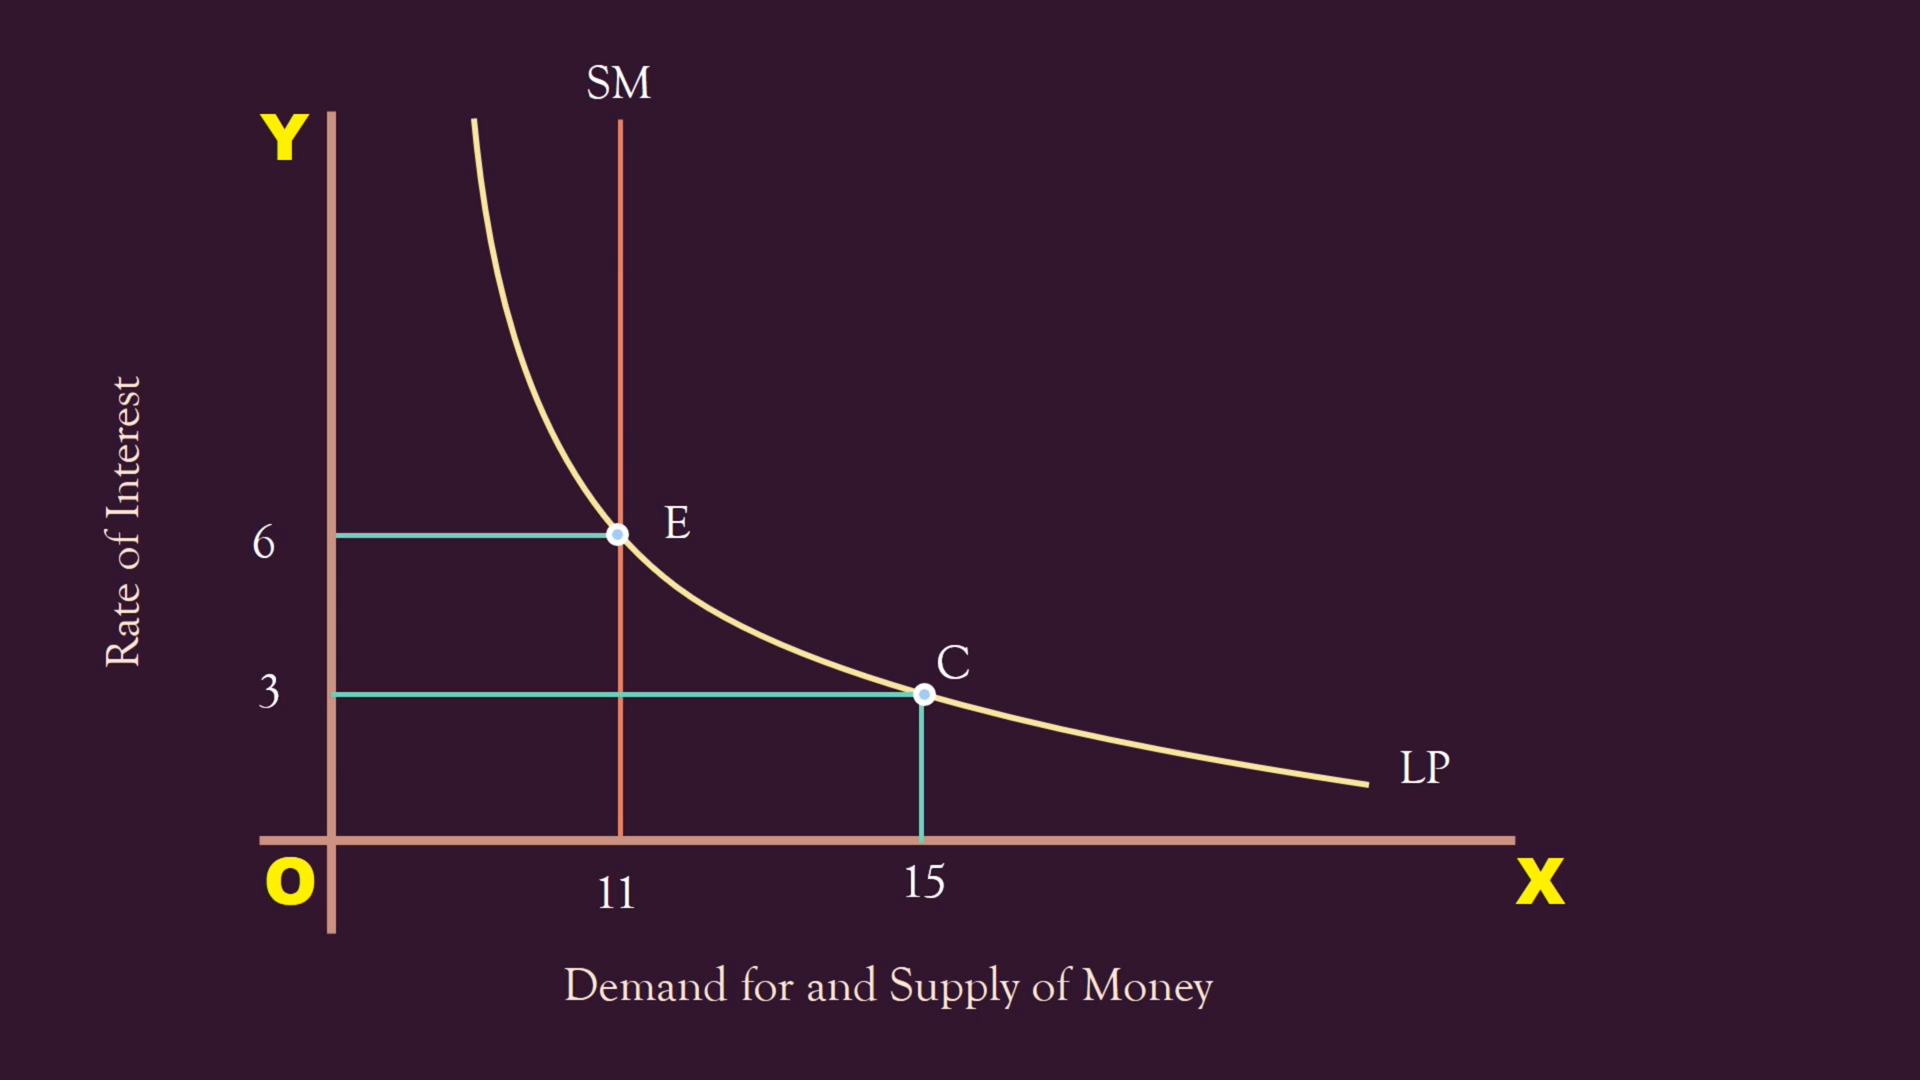 SM
Y
Rate of Interest
6
E
3
C
LP
O
11
15
X
Demand for and Supply of Money